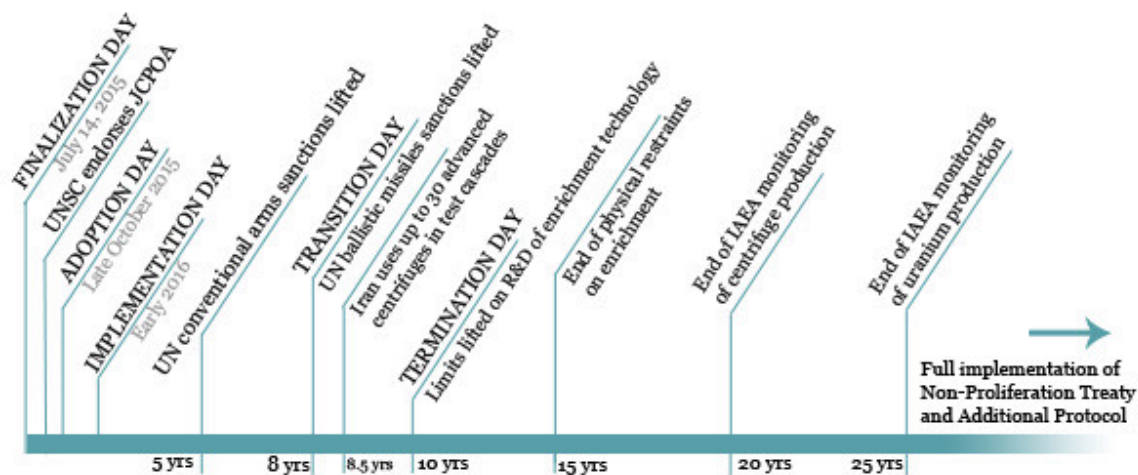 FINALIZATION DAY
July 14, 2015
UNSC endorses JCPOA
ADOPTION DAY
Late October 2015
IMPLEMENTATION DAY
Early 2016
UN conventional arms sanctions lifted
TRANSITION DAY
UN ballistic missiles sanctions lifted
Iran uses up to 30 advanced
centrifuges in test cascades
TERMINATION DAY
Limits lifted on R&D of enrichment technology
End of physical restraints
on enrichment
End of IAEA monitoring
of centrifuge production
End of IAEA monitoring
of uranium production
Full implementation of
Non-Proliferation Treaty
and Additional Protocol
5 yrs
8 yrs
8.5 yrs
10 yrs
15 yrs
20 yrs
25 yrs